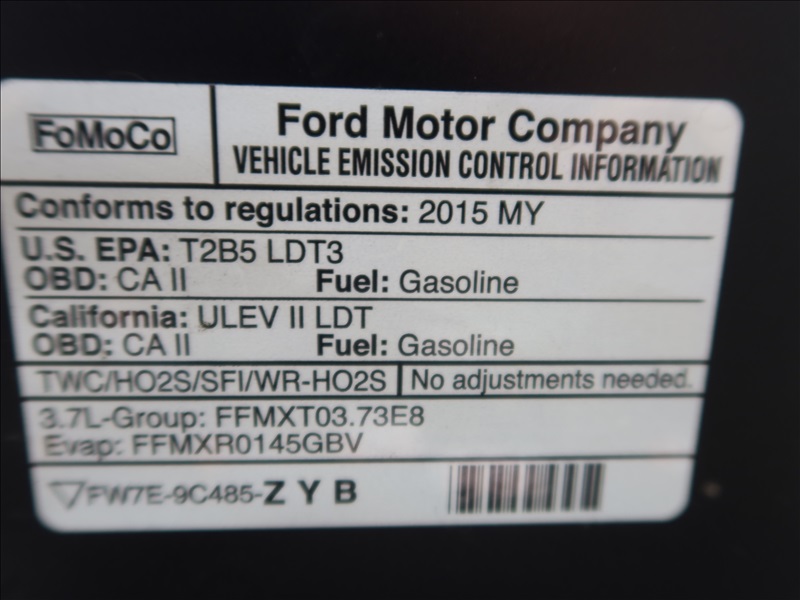 FoMoCo
Ford Motor Company
VEHICLE EMISSION CONTROL INFORMATION
Conforms to regulations: 2015 MY
U.S. EPA: T2B5 LDT3
OBD: CA II Fuel: Gasoline
California: ULEV II LDT
OBD: CA II Fuel: Gasoline
TWC/HO2S/SFI/WR-HO2S No adjustments needed.
3.7L-Group: FFMXT03.73E8
Evap: FFMXR0145GBV
FW7E-9C485-Z Y B